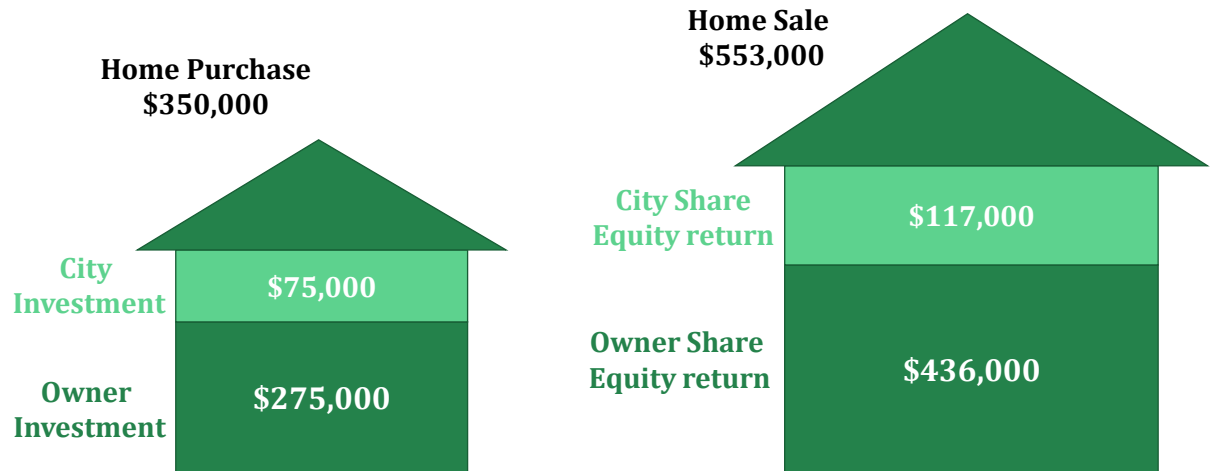 Home Purchase
$350,000
City
Investment
$75,000
Owner
Investment
$275,000
Home Sale
$553,000
City Share
Equity return
$117,000
Owner Share
Equity return
$436,000